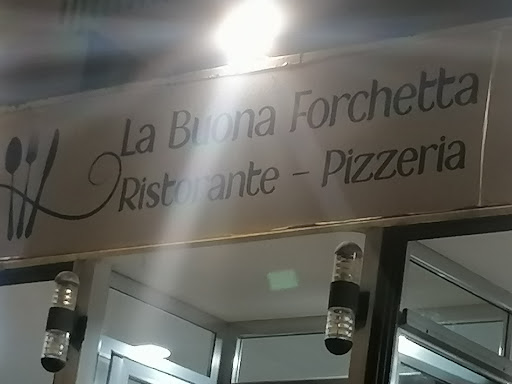 La Buona Forchetta
Ristorante - Pizzeria